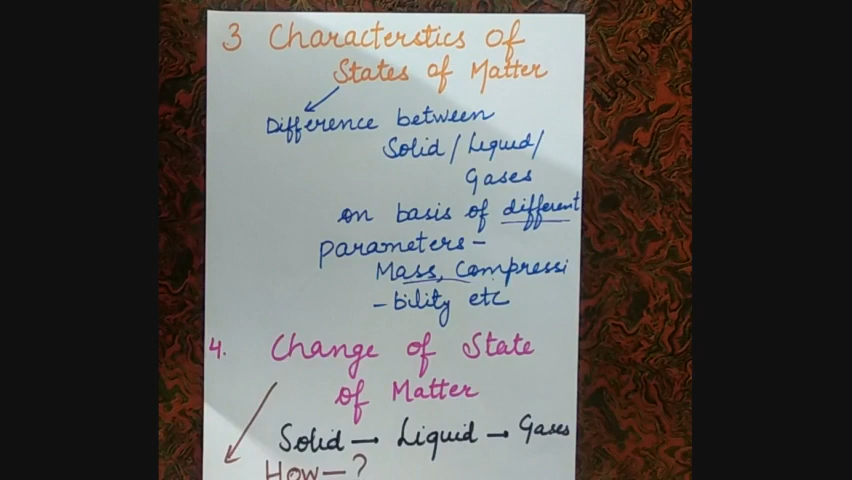 3 Characterstics of
States of Matter
Difference between
Solid / Liquid /
Gases
on basis of different
parameters -
Mass, Compressi
- bility etc
4. Change of State
of Matter
Solid → Liquid → Gases
How - ?